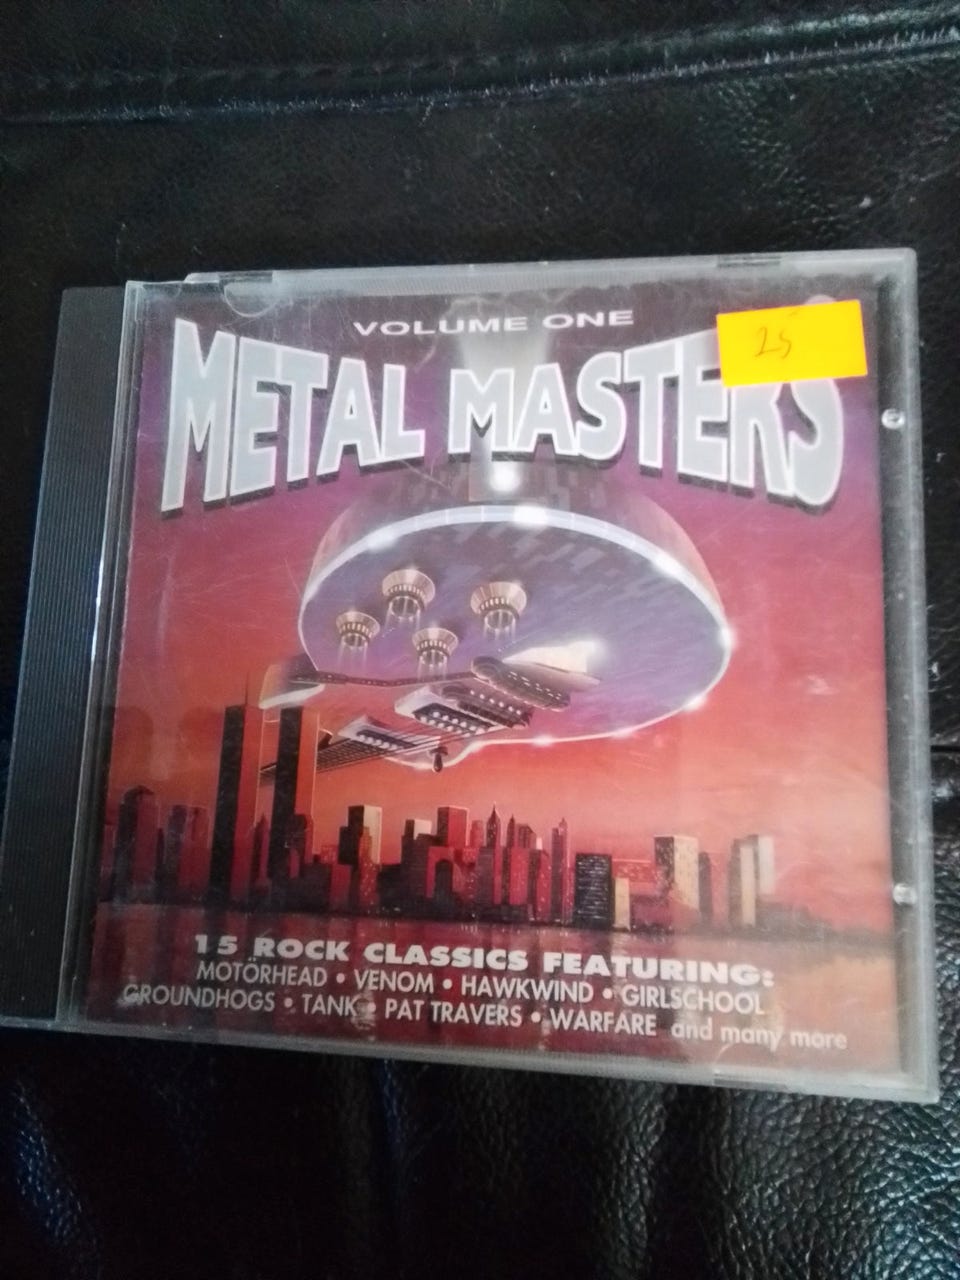 VOLUME ONE
METAL MASTERS
25
15 ROCK CLASSICS FEATURING:
MOTÖRHEAD • VENOM • HAWKWIND • GIRLSCHOOL
GROUNDHOGS • TANK • PAT TRAVERS • WARFARE and many more